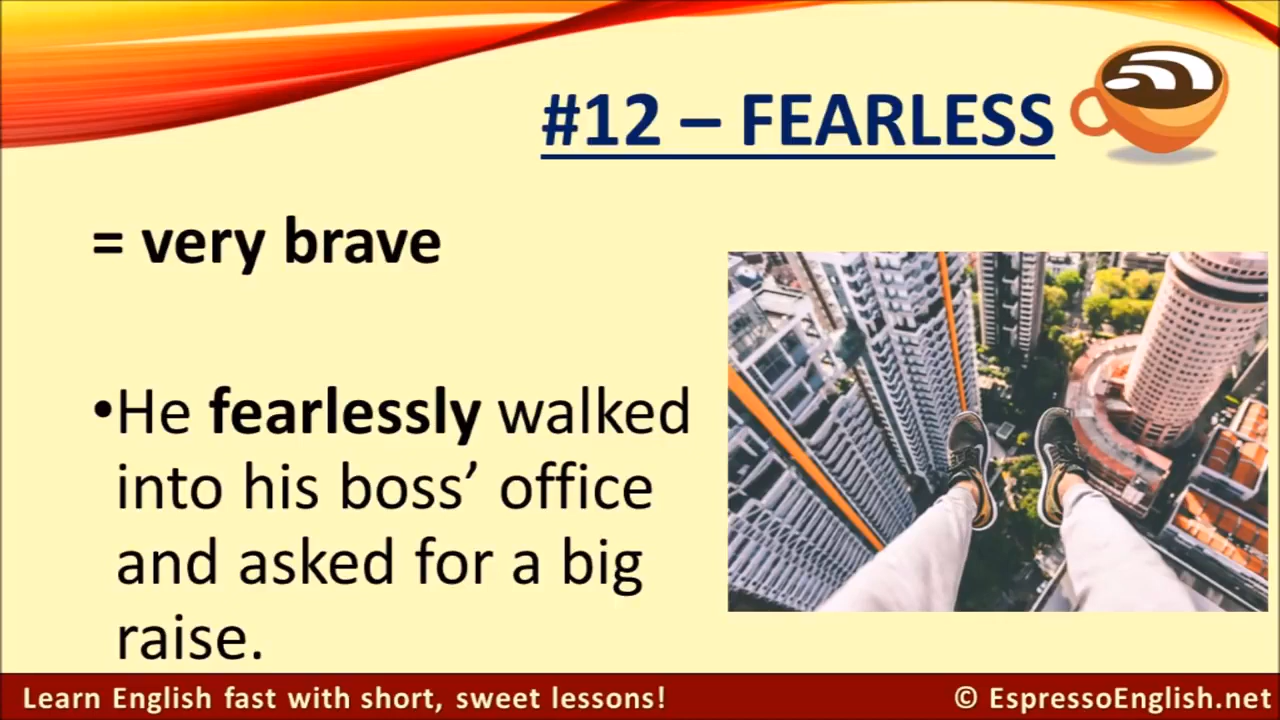 #12 – FEARLESS
= very brave
•He fearlessly walked
into his boss’ office
and asked for a big
raise.
Learn English fast with short, sweet lessons!
© EspressoEnglish.net